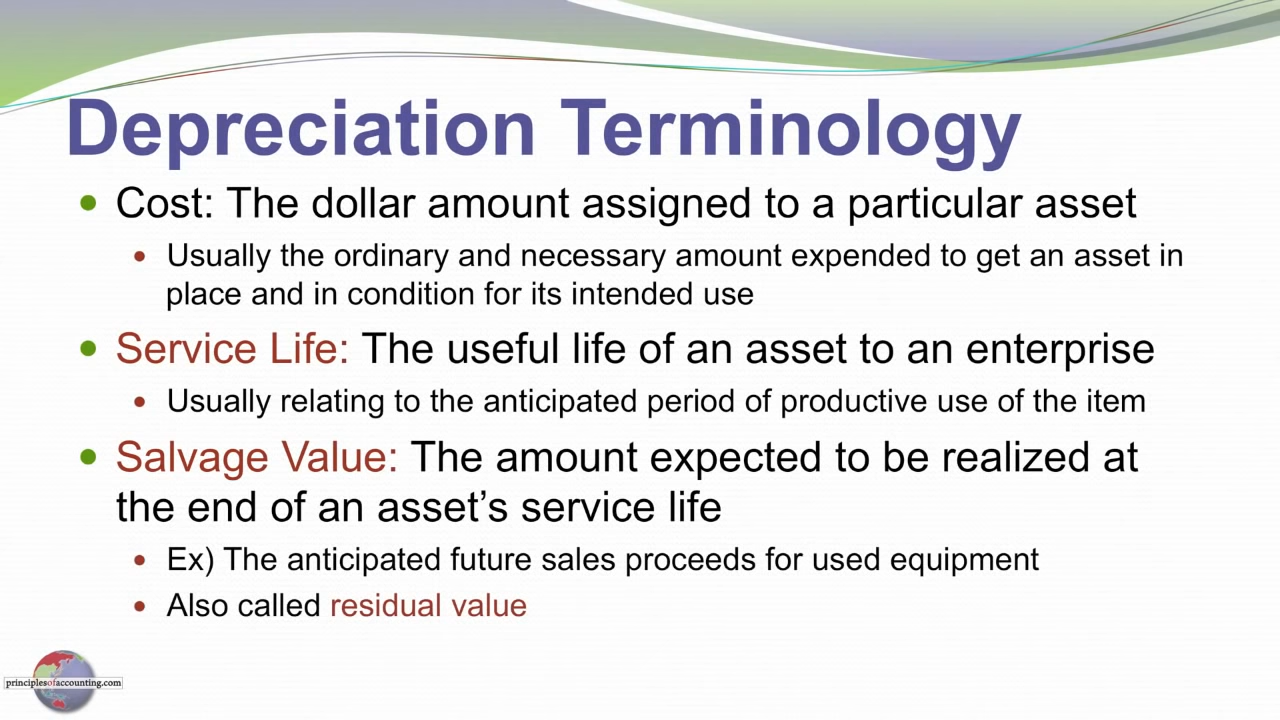 Depreciation Terminology
• Cost: The dollar amount assigned to a particular asset
• Usually the ordinary and necessary amount expended to get an asset in
place and in condition for its intended use
• Service Life: The useful life of an asset to an enterprise
• Usually relating to the anticipated period of productive use of the item
• Salvage Value: The amount expected to be realized at
the end of an asset’s service life
• Ex) The anticipated future sales proceeds for used equipment
• Also called residual value
principlesofaccounting.com